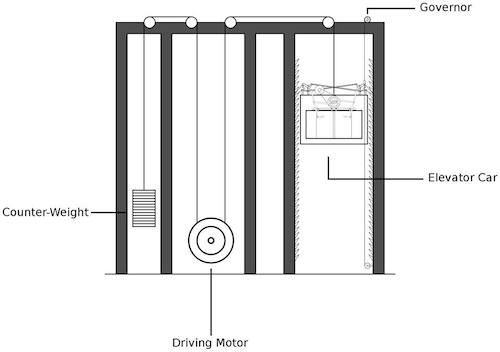 Governor
Elevator Car
Counter-Weight
Driving Motor